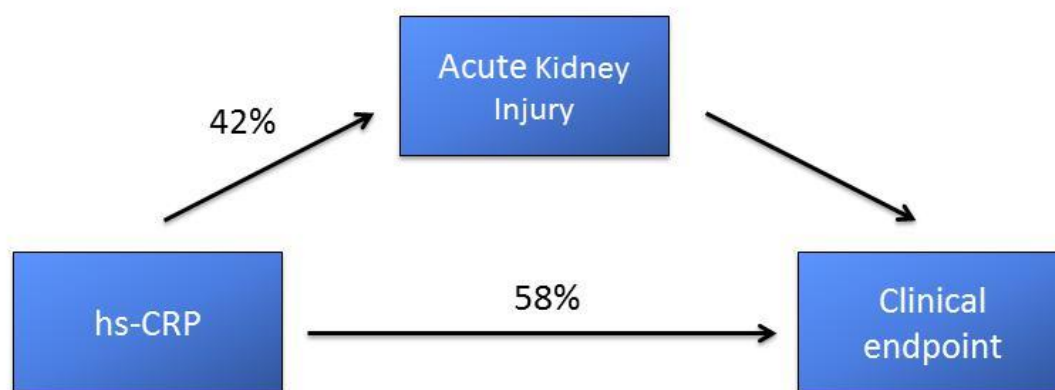 Acute Kidney
Injury
42%
hs-CRP
58%
Clinical
endpoint